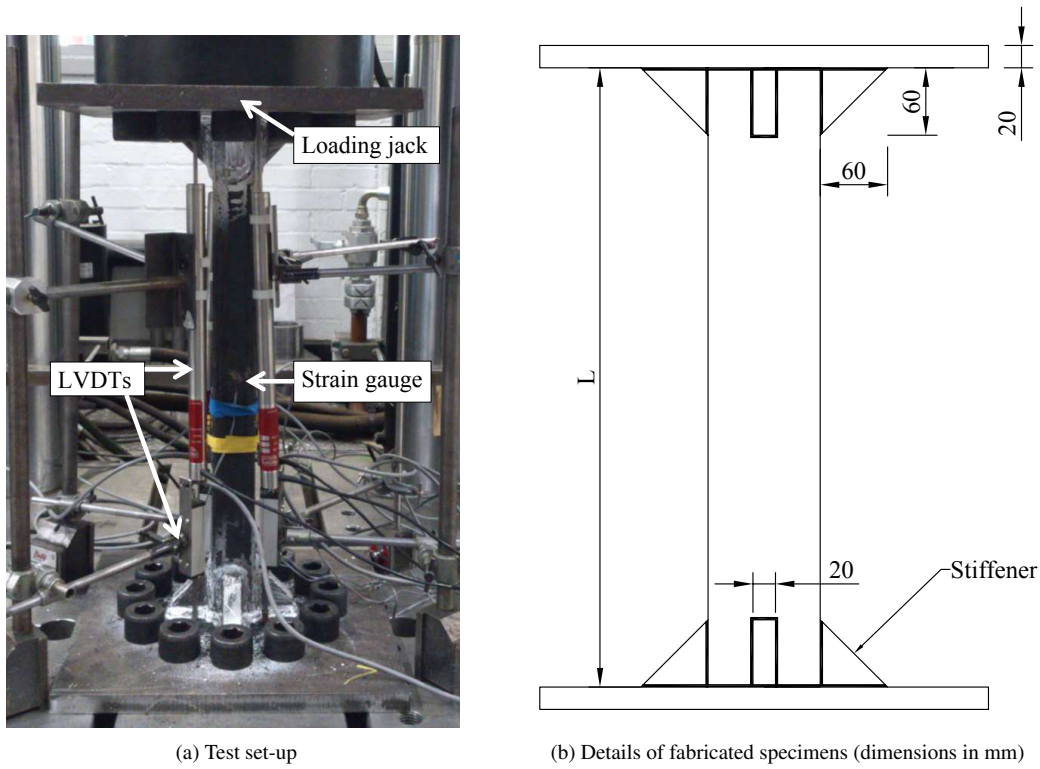 Loading jack
LVDTs
Strain gauge
(a) Test set-up
60
20
60
L
20
Stiffener
(b) Details of fabricated specimens (dimensions in mm)